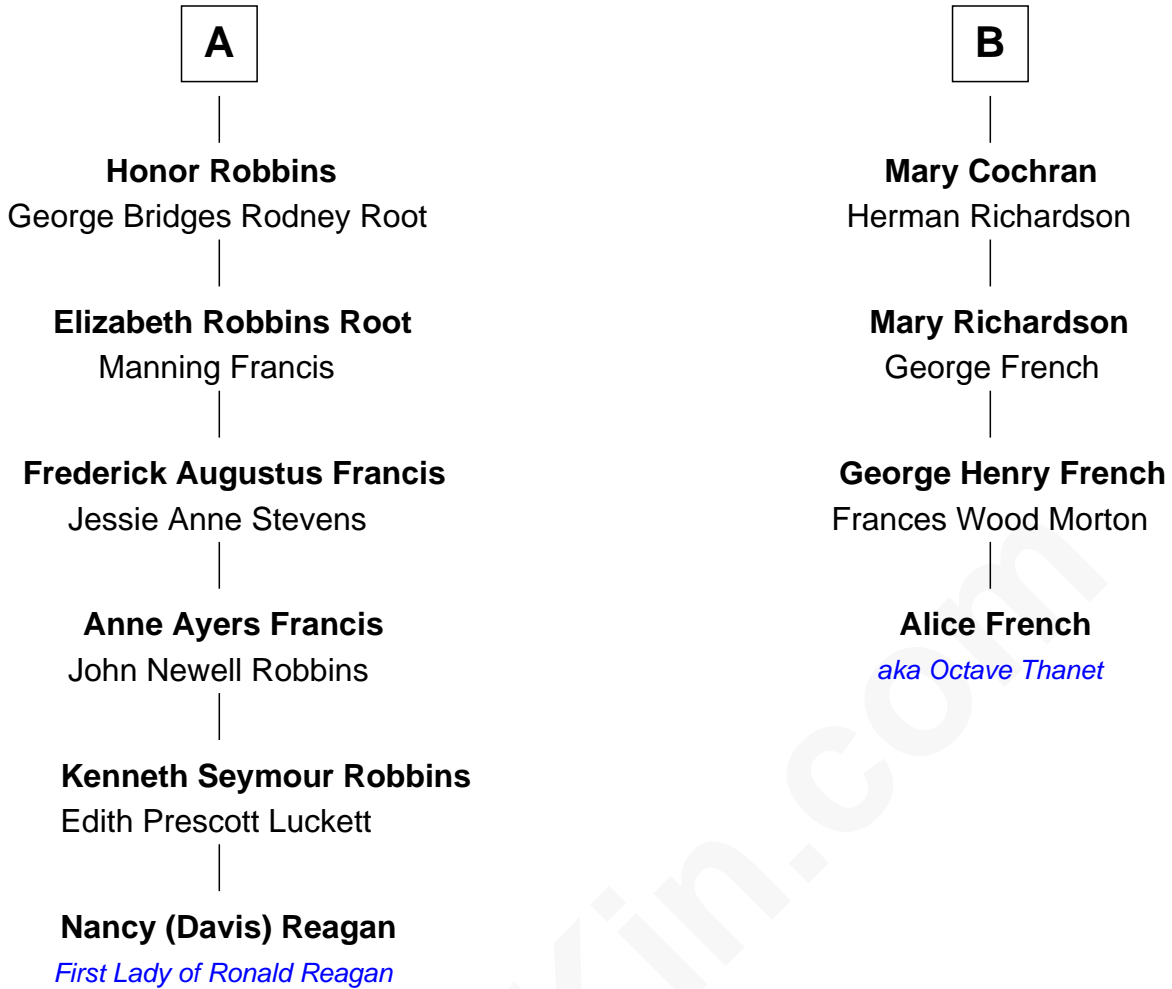 A
Honor Robbins
George Bridges Rodney Root
Elizabeth Robbins Root
Manning Francis
Frederick Augustus Francis
Jessie Anne Stevens
Anne Ayers Francis
John Newell Robbins
Kenneth Seymour Robbins
Edith Prescott Luckett
Nancy (Davis) Reagan
First Lady of Ronald Reagan
B
Mary Cochran
Herman Richardson
Mary Richardson
George French
George Henry French
Frances Wood Morton
Alice French
aka Octave Thanet
Kin.com